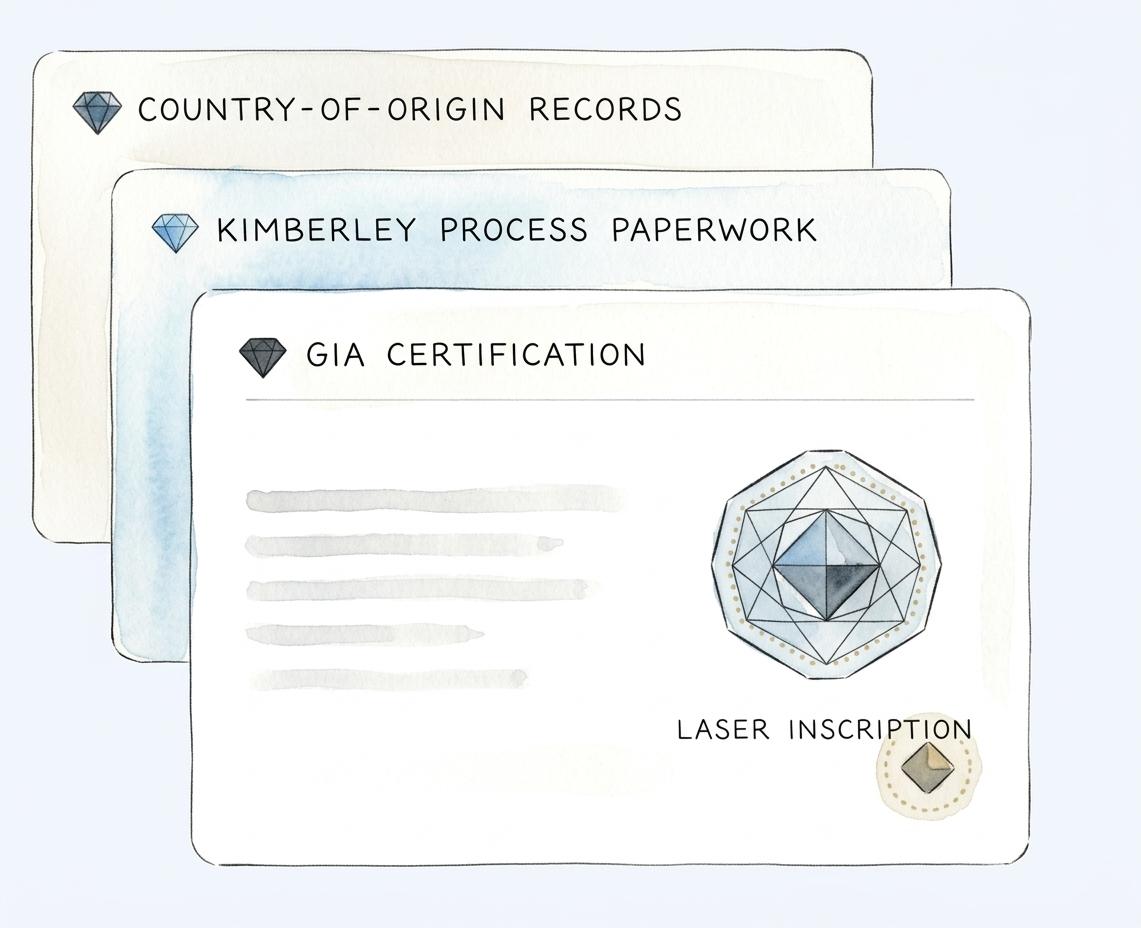 COUNTRY-OF-ORIGIN RECORDS
KIMBERLEY PROCESS PAPERWORK
GIA CERTIFICATION
LASER INSCRIPTION